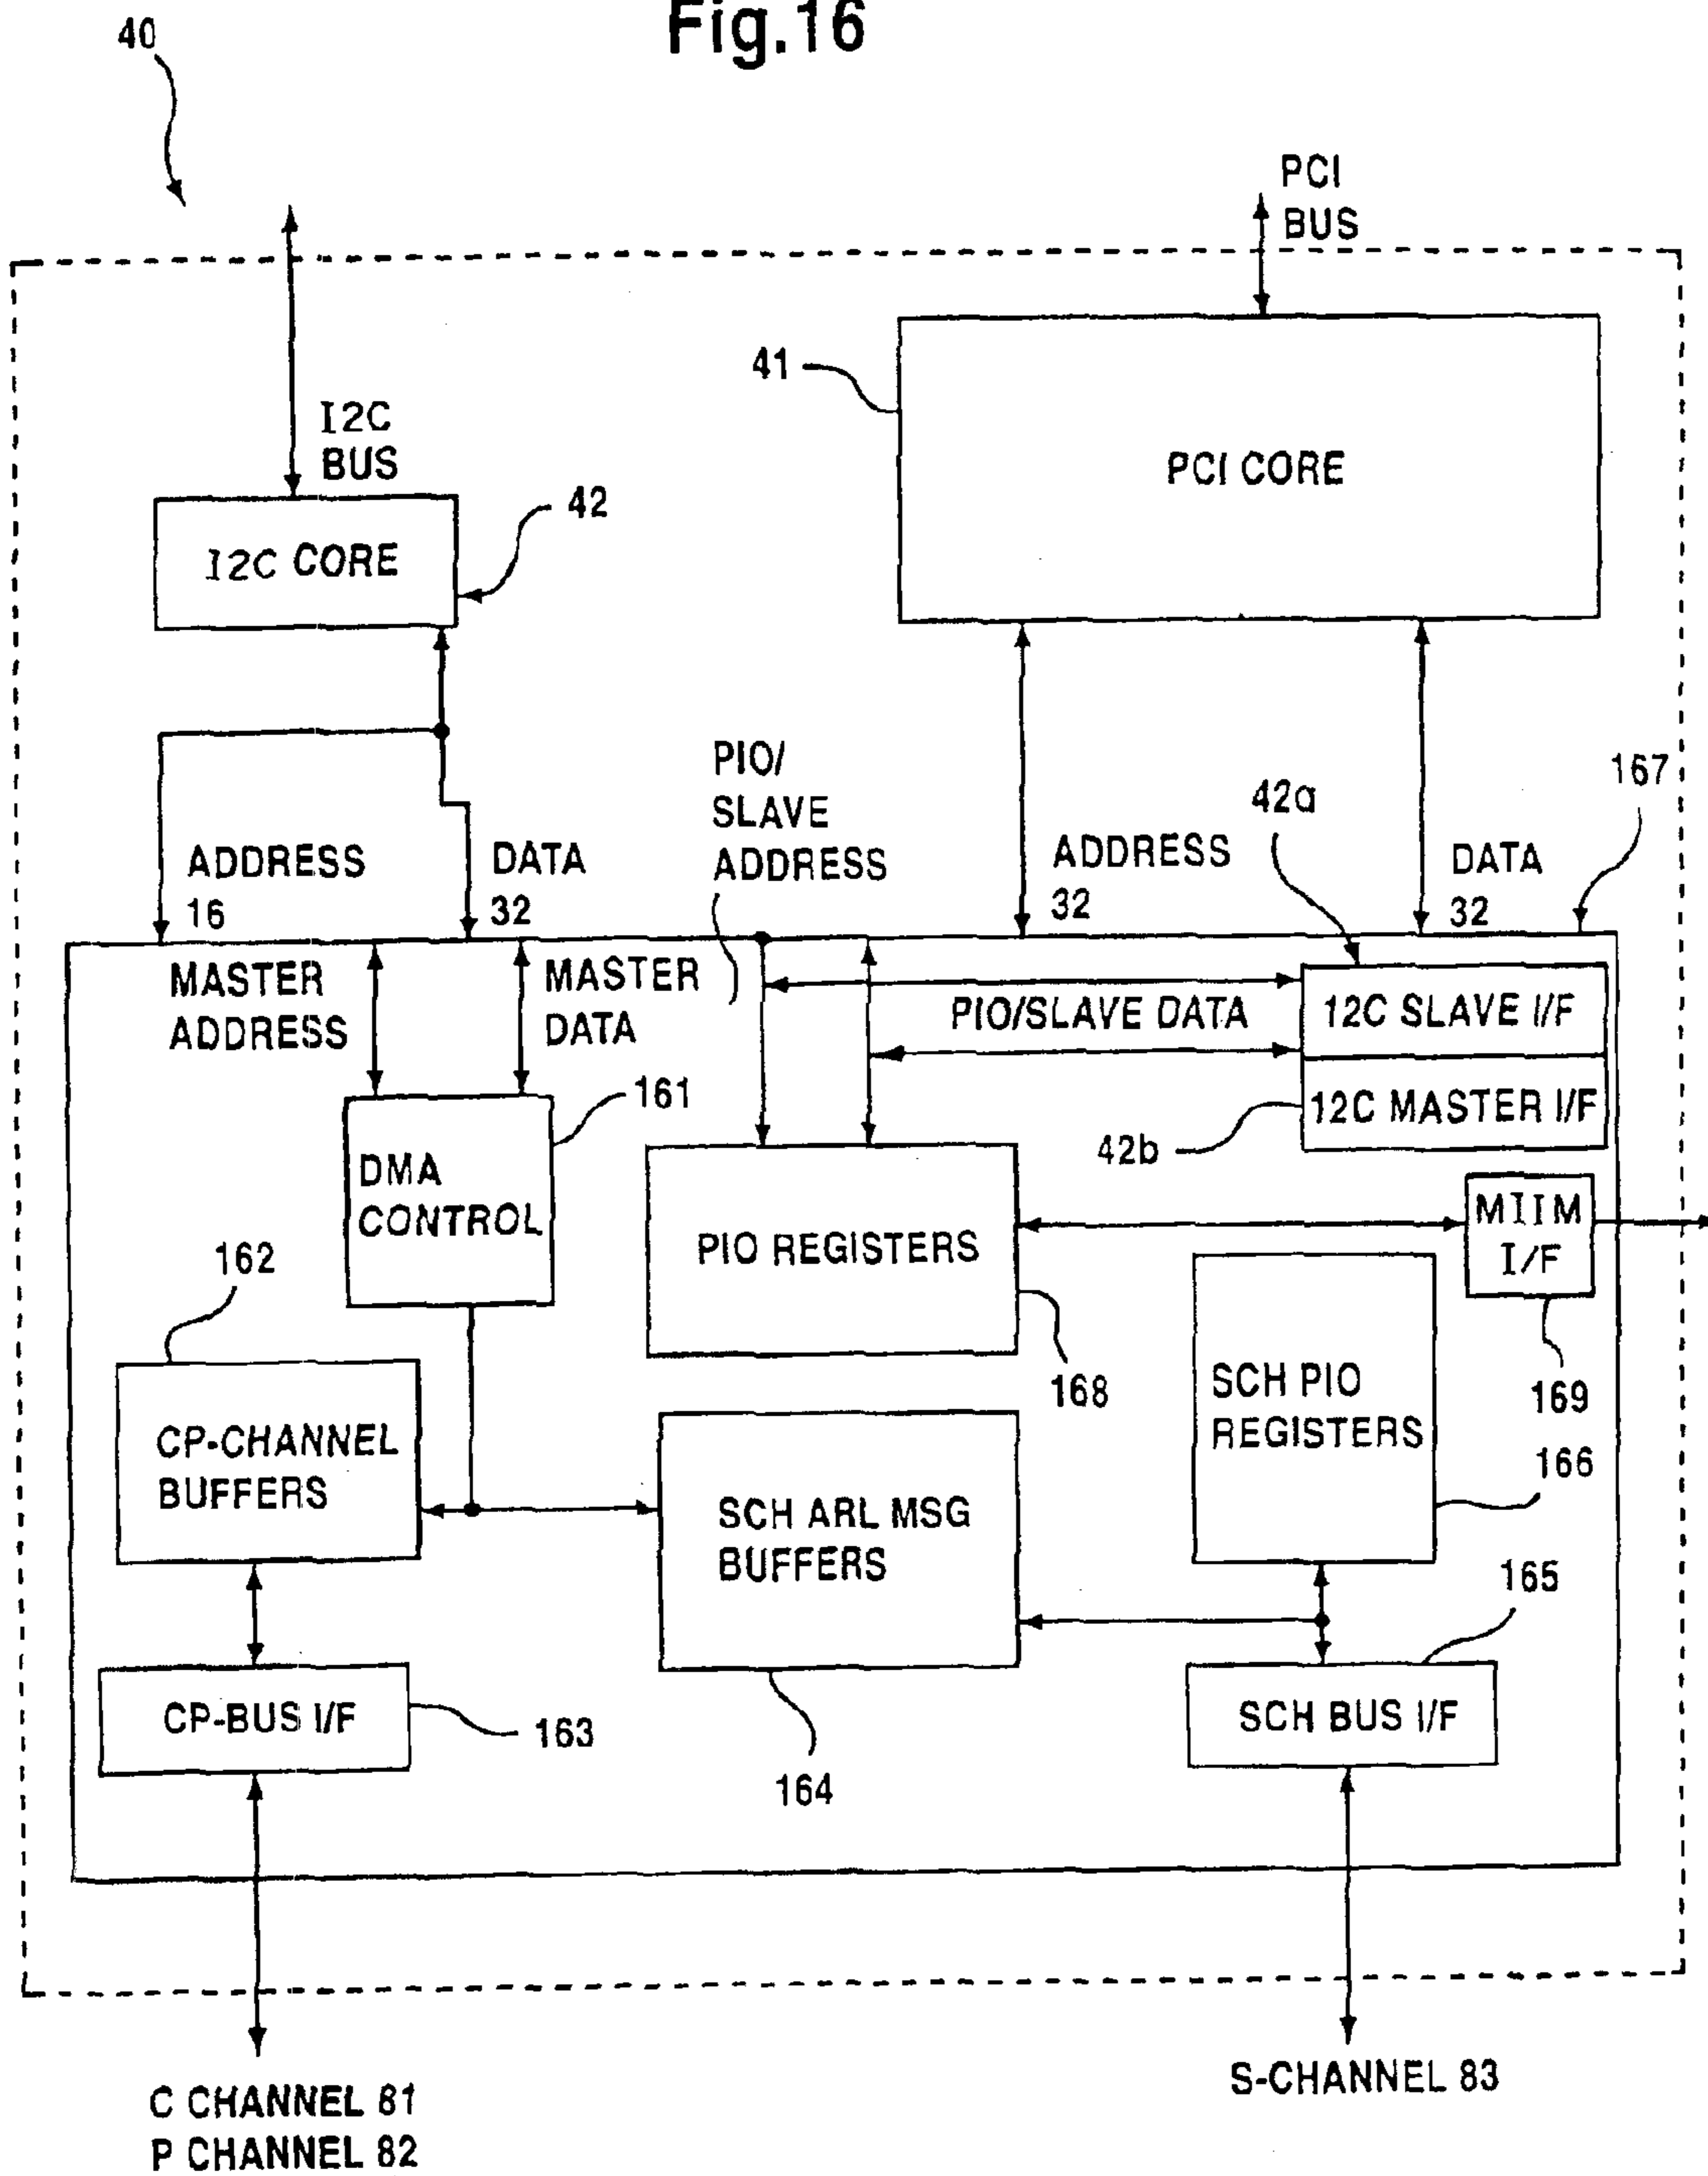 Fig.16
40
PCI
BUS
41
PCI CORE
I2C
BUS
I2C CORE
42
PIO/
SLAVE
ADDRESS
167
42a
ADDRESS
16
DATA
32
ADDRESS
32
DATA
32
MASTER
ADDRESS
MASTER
DATA
PIO/SLAVE DATA
12C SLAVE I/F
12C MASTER I/F
42b
161
DMA
CONTROL
PIO REGISTERS
MIIM
I/F
162
168
169
SCH PIO
REGISTERS
166
CP-CHANNEL
BUFFERS
SCH ARL MSG
BUFFERS
165
CP-BUS I/F
163
SCH BUS I/F
164
C CHANNEL 81
P CHANNEL 82
S-CHANNEL 83